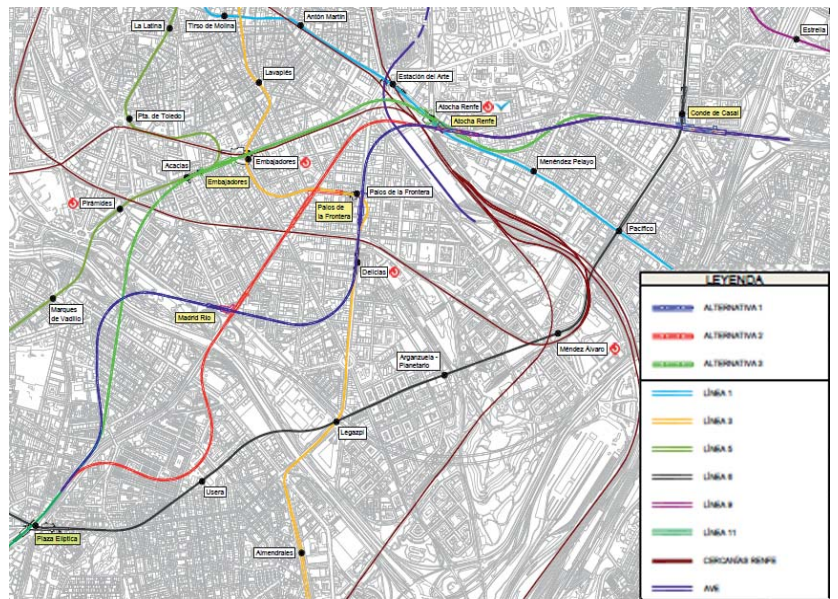 La Latina
Tirso de Molina
Antón Martín
Estrella
Lavapiés
Estación del Arte
Atocha Renfe
Atocha Renfe
Conde de Casal
Pta. de Toledo
Embajadores
Acacias
Embajadores
Menéndez Pelayo
Pirámides
Palos de la Frontera
Palos de
la Frontera
Pacífico
Delicias
Marques
de Vadillo
Madrid Río
Méndez Álvaro
Arganzuela -
Planetario
Legazpi
Usera
Plaza Elíptica
Almendrales
LEYENDA
ALTERNATIVA 1
ALTERNATIVA 2
ALTERNATIVA 3
LÍNEA 1
LÍNEA 3
LÍNEA 5
LÍNEA 6
LÍNEA 9
LÍNEA 11
CERCANÍAS RENFE
AVE